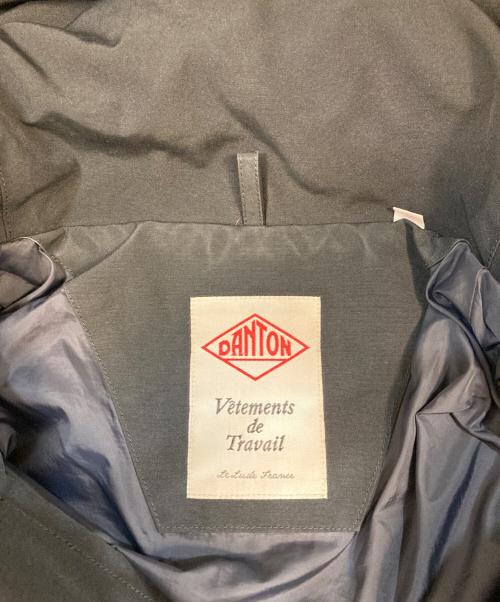 DANTON
Vêtements
de
Travail
Le Lude France